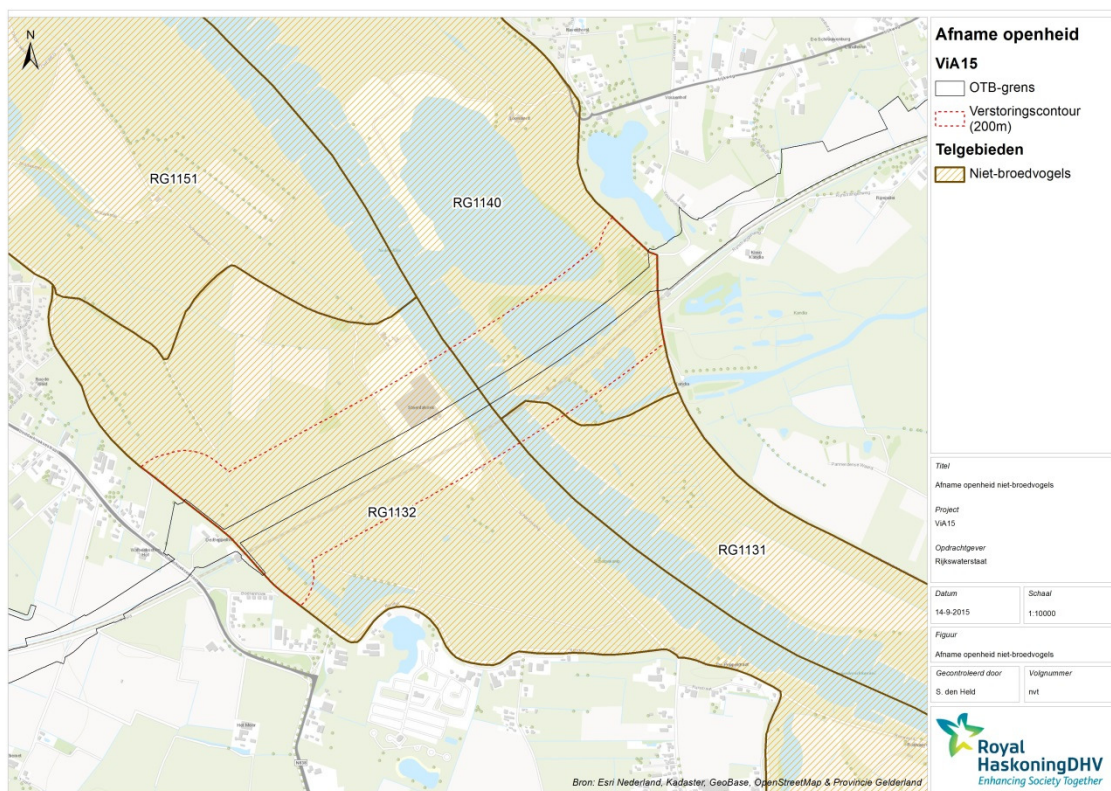 N
RG1151
RG1140
RG1132
RG1131
Bron: Esri Nederland, Kadaster, GeoBase, OpenStreetMap & Provincie Gelderland
Afname openheid
ViA15
OTB-grens
Verstoringscontour
(200m)
Telgebieden
Niet-broedvogels
Titel
Afname openheid niet-broedvogels
Project
ViA15
Opdrachtgever
Rijkswaterstaat
Datum
14-9-2015
Schaal
1:10000
Figuur
Afname openheid niet-broedvogels
Gecontroleerd door
S. den Held
Volgnummer
nvt
Royal
HaskoningDHV
Enhancing Society Together